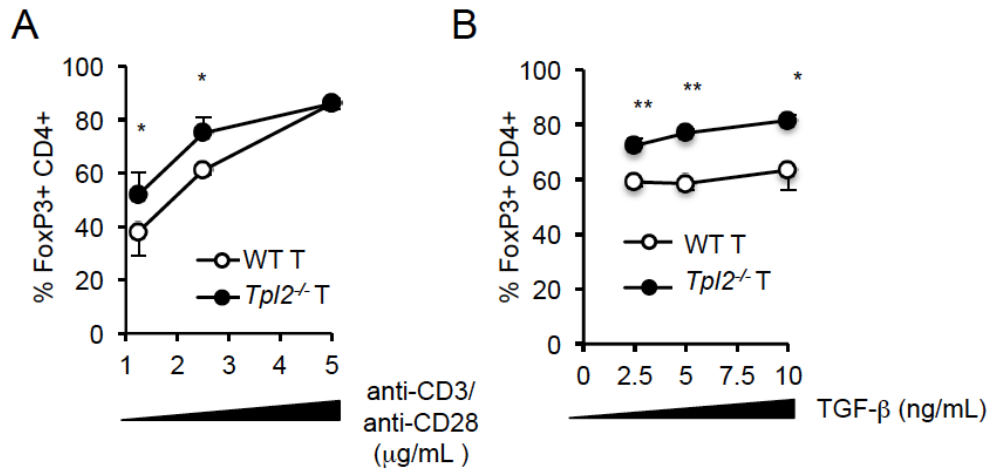 A
% FoxP3+ CD4+
100
80
60
40
20
0
*
*
WT T
Tpl2-/- T
1 2 3 4 5
anti-CD3/
anti-CD28
(μg/mL )
B
% FoxP3+ CD4+
100
80
60
40
20
0
**
**
*
WT T
Tpl2-/- T
0 2.5 5 7.5 10
TGF-β (ng/mL)